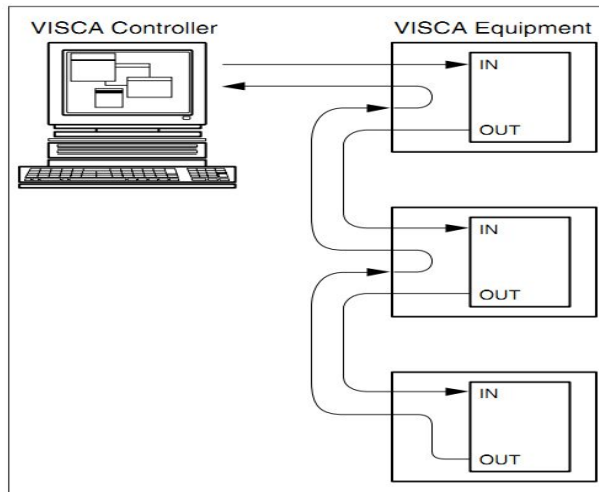 VISCA Controller
VISCA Equipment
IN
OUT
IN
OUT
IN
OUT